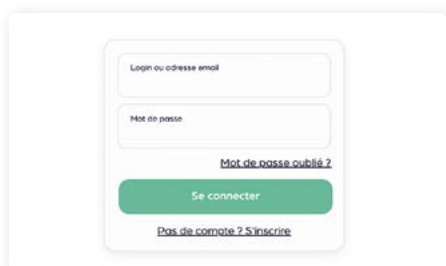 Login ou adresse email
Mot de passe
Mot de passe oublié ?
Se connecter
Pas de compte ? S'inscrire